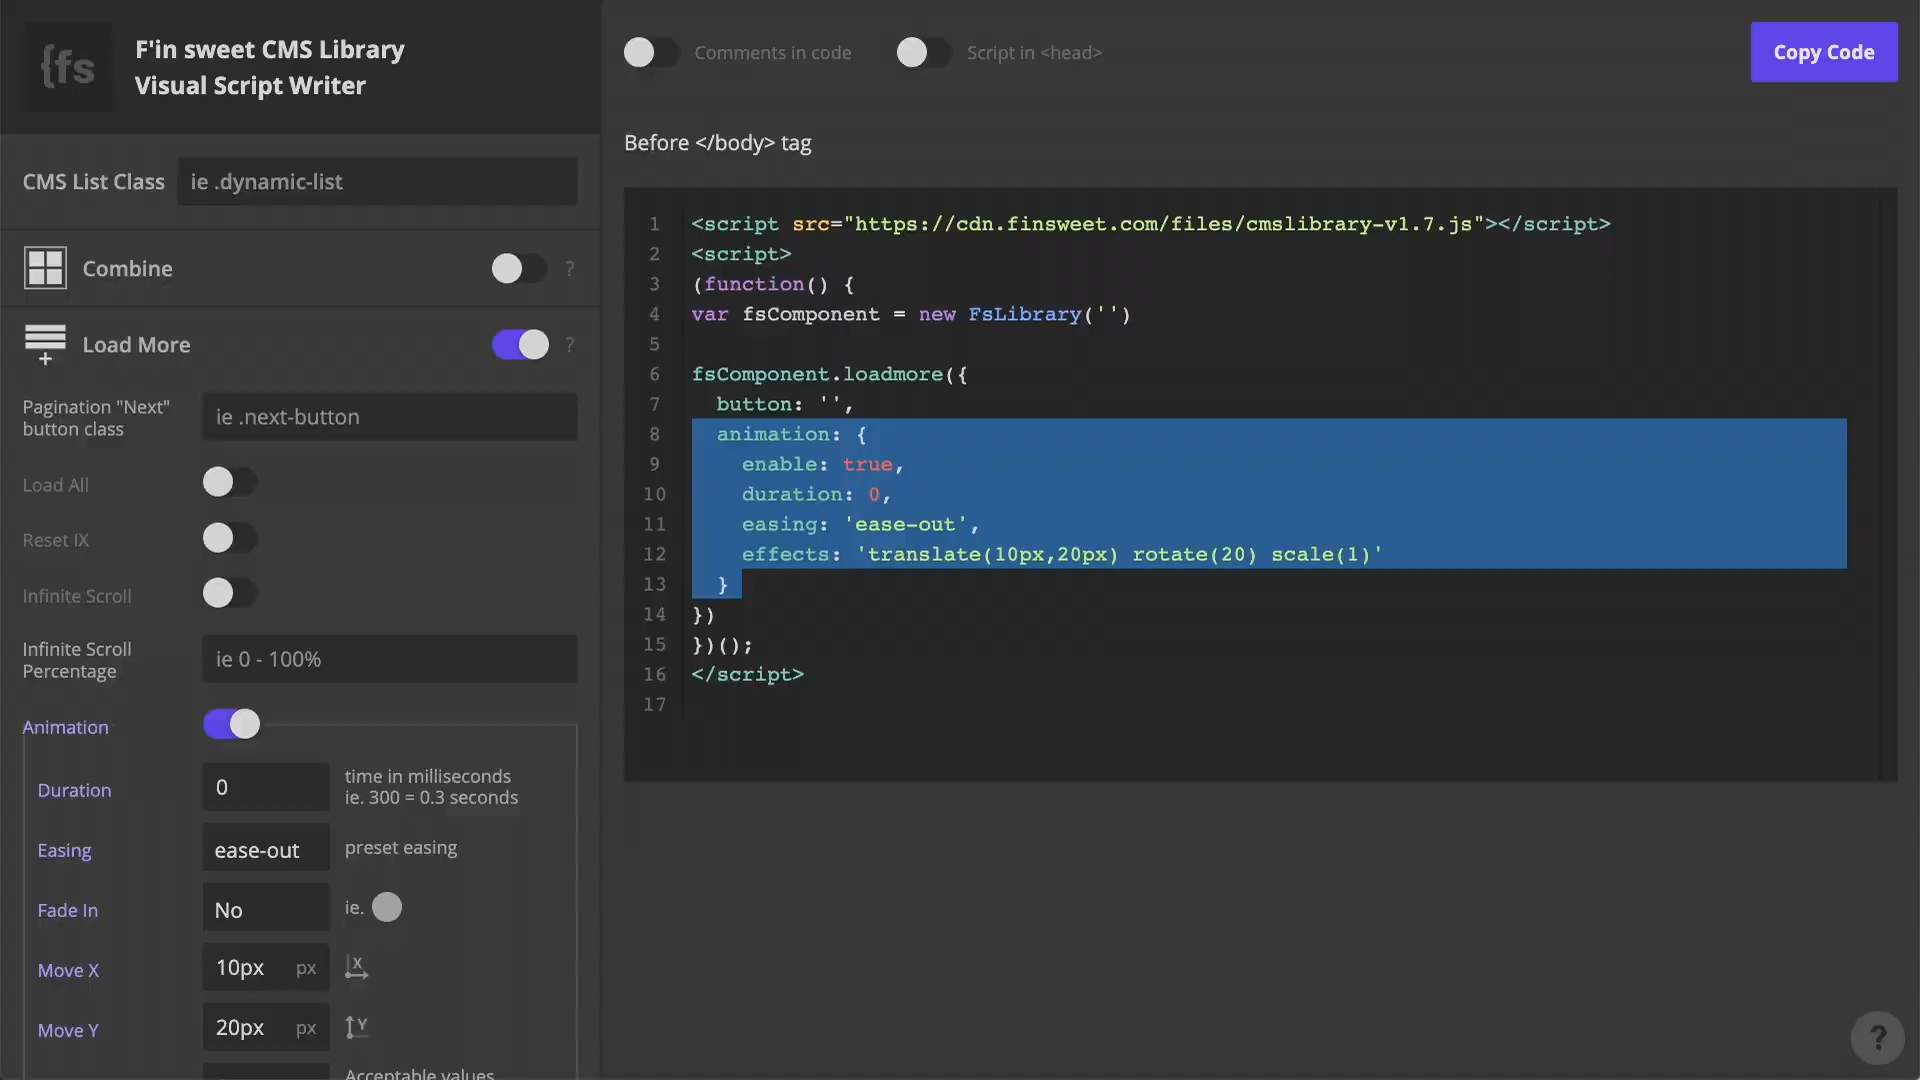 {fs
F'in sweet CMS Library
Visual Script Writer
CMS List Class
ie .dynamic-list
Combine
?
Load More
?
Pagination "Next"
button class
ie .next-button
Load All
Reset IX
Infinite Scroll
Infinite Scroll
Percentage
ie 0 - 100%
Animation
Duration
0
time in milliseconds
ie. 300 = 0.3 seconds
Easing
ease-out
preset easing
Fade In
No
ie.
Move X
10px
px
X
Move Y
20px
px
Y
Acceptable values
Comments in code
Script in <head>
Copy Code
Before </body> tag
1 <script src="https://cdn.finsweet.com/files/cmslibrary-v1.7.js"></script>
2 <script>
3 (function() {
4 var fsComponent = new FsLibrary('')
5
6 fsComponent.loadmore({
7   button: '',
8   animation: {
9     enable: true,
10     duration: 0,
11     easing: 'ease-out',
12     effects: 'translate(10px,20px) rotate(20) scale(1)'
13   }
14 })
15 })();
16 </script>
17
?